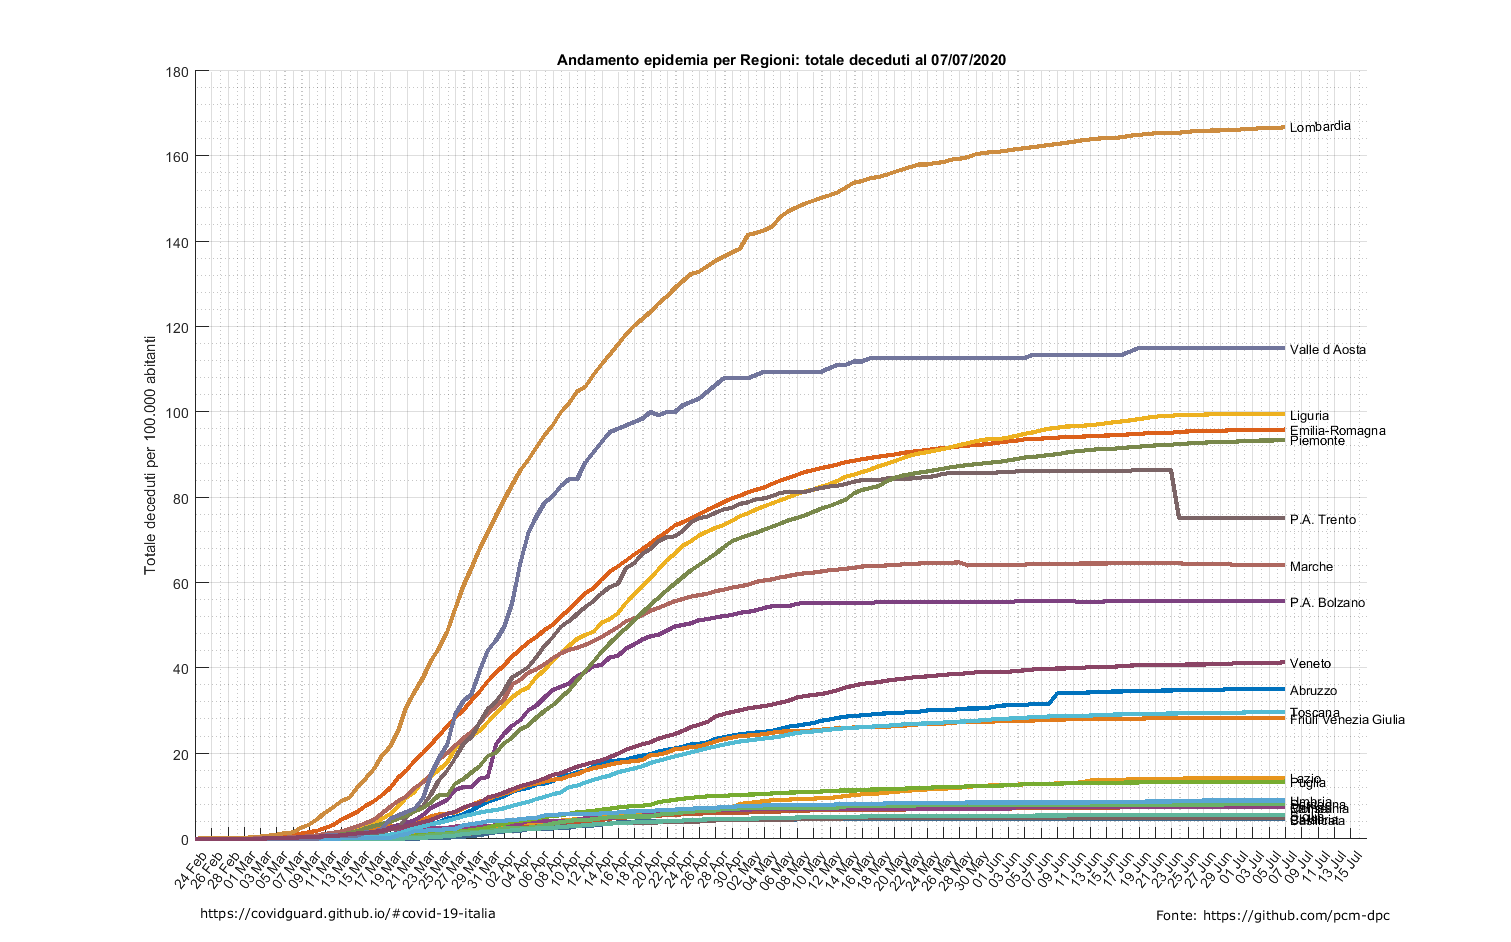 Andamento epidemia per Regioni: totale deceduti al 07/07/2020
Totale deceduti per 100.000 abitanti
180
160
140
120
100
80
60
40
20
0
Lombardia
Valle d Aosta
Liguria
Emilia-Romagna
Piemonte
P.A. Trento
Marche
P.A. Bolzano
Veneto
Abruzzo
Toscana
Friuli Venezia Giulia
Lazio
Puglia
Umbria
Basilicata
24 Feb
26 Feb
28 Feb
01 Mar
03 Mar
05 Mar
07 Mar
09 Mar
11 Mar
13 Mar
15 Mar
17 Mar
19 Mar
21 Mar
23 Mar
25 Mar
27 Mar
29 Mar
31 Mar
02 Apr
04 Apr
06 Apr
08 Apr
10 Apr
12 Apr
14 Apr
16 Apr
18 Apr
20 Apr
22 Apr
24 Apr
26 Apr
28 Apr
30 Apr
02 May
04 May
06 May
08 May
10 May
12 May
14 May
16 May
18 May
20 May
22 May
24 May
26 May
28 May
30 May
01 Jun
03 Jun
05 Jun
07 Jun
09 Jun
11 Jun
13 Jun
15 Jun
17 Jun
19 Jun
21 Jun
23 Jun
25 Jun
27 Jun
29 Jun
01 Jul
03 Jul
05 Jul
07 Jul
09 Jul
11 Jul
13 Jul
15 Jul
https://covidguard.github.io/#covid-19-italia
Fonte: https://github.com/pcm-dpc